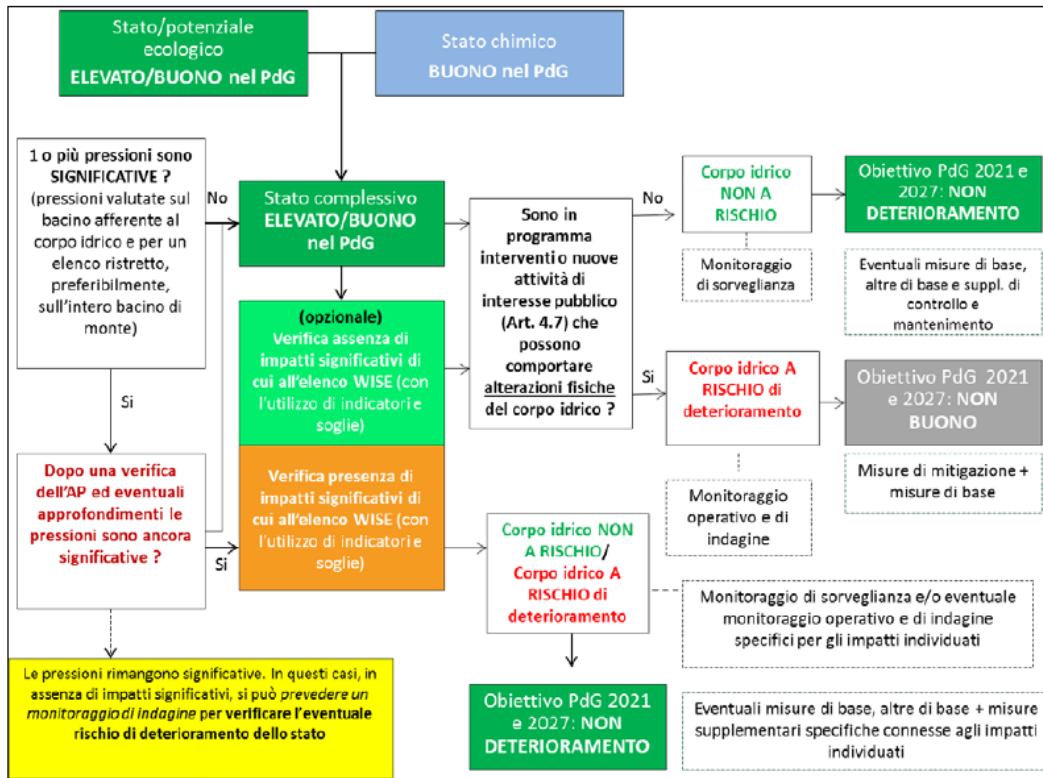 Stato/potenziale
ecologico
ELEVATO/BUONO nel PdG
Stato chimico
BUONO nel PdG
1 o più pressioni sono
SIGNIFICATIVE ?
(pressioni valutate sul
bacino afferente al
corpo idrico e per un
elenco ristretto,
preferibilmente,
sull'intero bacino di
monte)
No
Stato complessivo
ELEVATO/BUONO
nel PdG
(opzionale)
Verifica assenza di
impatti significativi di
cui all'elenco WISE (con
l'utilizzo di indicatori e
soglie)
Sono in
programma
interventi o nuove
attività di
interesse pubblico
(Art. 4.7) che
possono
comportare
alterazioni fisiche
del corpo idrico ?
No
Corpo idrico
NON A
RISCHIO
Obiettivo PdG 2021 e
2027: NON
DETERIORAMENTO
Monitoraggio
di sorveglianza
Eventuali misure di base,
altre di base e suppl. di
controllo e
mantenimento
Si
Corpo idrico A
RISCHIO di
deterioramento
Obiettivo PdG 2021
e 2027: NON
BUONO
Monitoraggio
operativo e di
indagine
Misure di mitigazione +
misure di base
Si
Dopo una verifica
dell'AP ed eventuali
approfondimenti le
pressioni sono ancora
significative ?
Si
Verifica presenza di
impatti significativi di
cui all'elenco WISE (con
l'utilizzo di indicatori e
soglie)
Corpo idrico NON
A RISCHIO/
Corpo idrico A
RISCHIO di
deterioramento
Monitoraggio di sorveglianza e/o eventuale
monitoraggio operativo e di indagine
specifici per gli impatti individuati
Le pressioni rimangono significative. In questi casi, in
assenza di impatti significativi, si può prevedere un
monitoraggio di indagine per verificare l'eventuale
rischio di deterioramento dello stato
Obiettivo PdG 2021
e 2027: NON
DETERIORAMENTO
Eventuali misure di base, altre di base + misure
supplementari specifiche connesse agli impatti
individuati